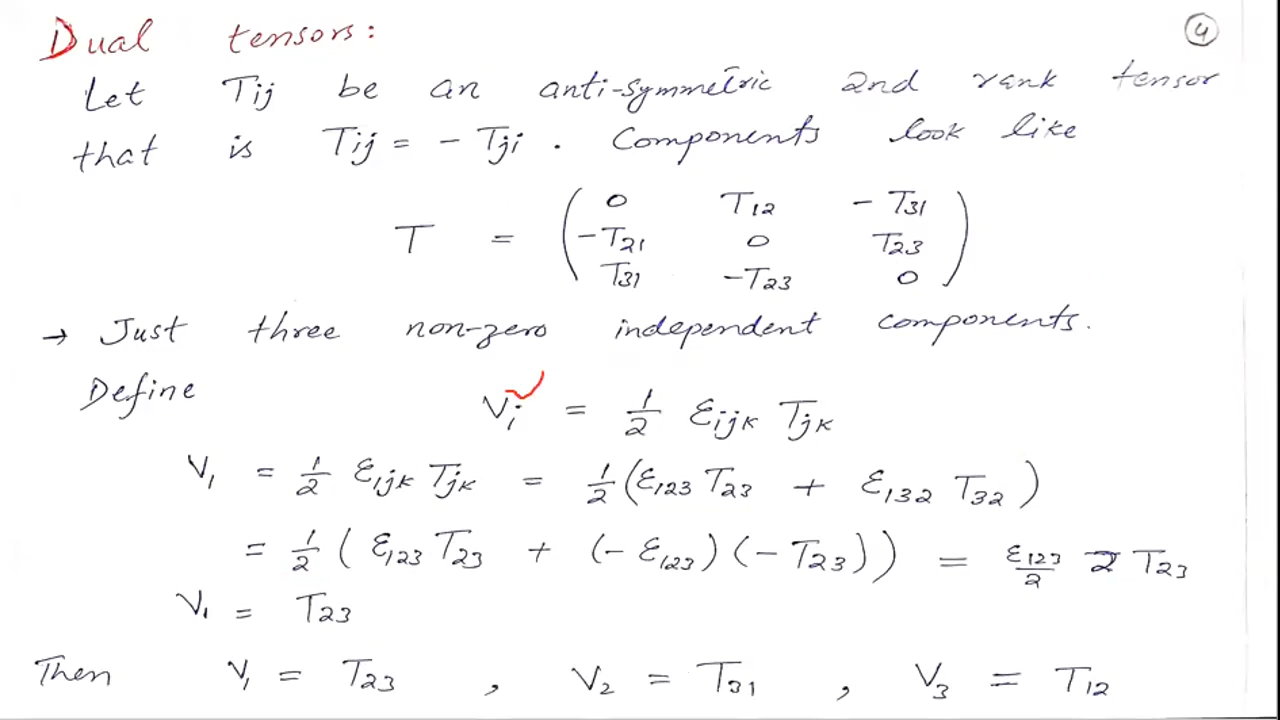 Dual tensors: 4
Let Tij be an anti-symmetric 2nd rank tensor
that is Tij = - Tji . Components look like
T = ( 0 T12 - T31
-T21 0 T23
T31 -T23 0 )
→ Just three non-zero independent components.
Define Vi = 1/2 εijk Tjk
V1 = 1/2 ε1jk Tjk = 1/2 (ε123 T23 + ε132 T32)
= 1/2 ( ε123 T23 + (- ε123) (- T23)) = ε123/2 2 T23
V1 = T23
Then V1 = T23 , V2 = T31 , V3 = T12